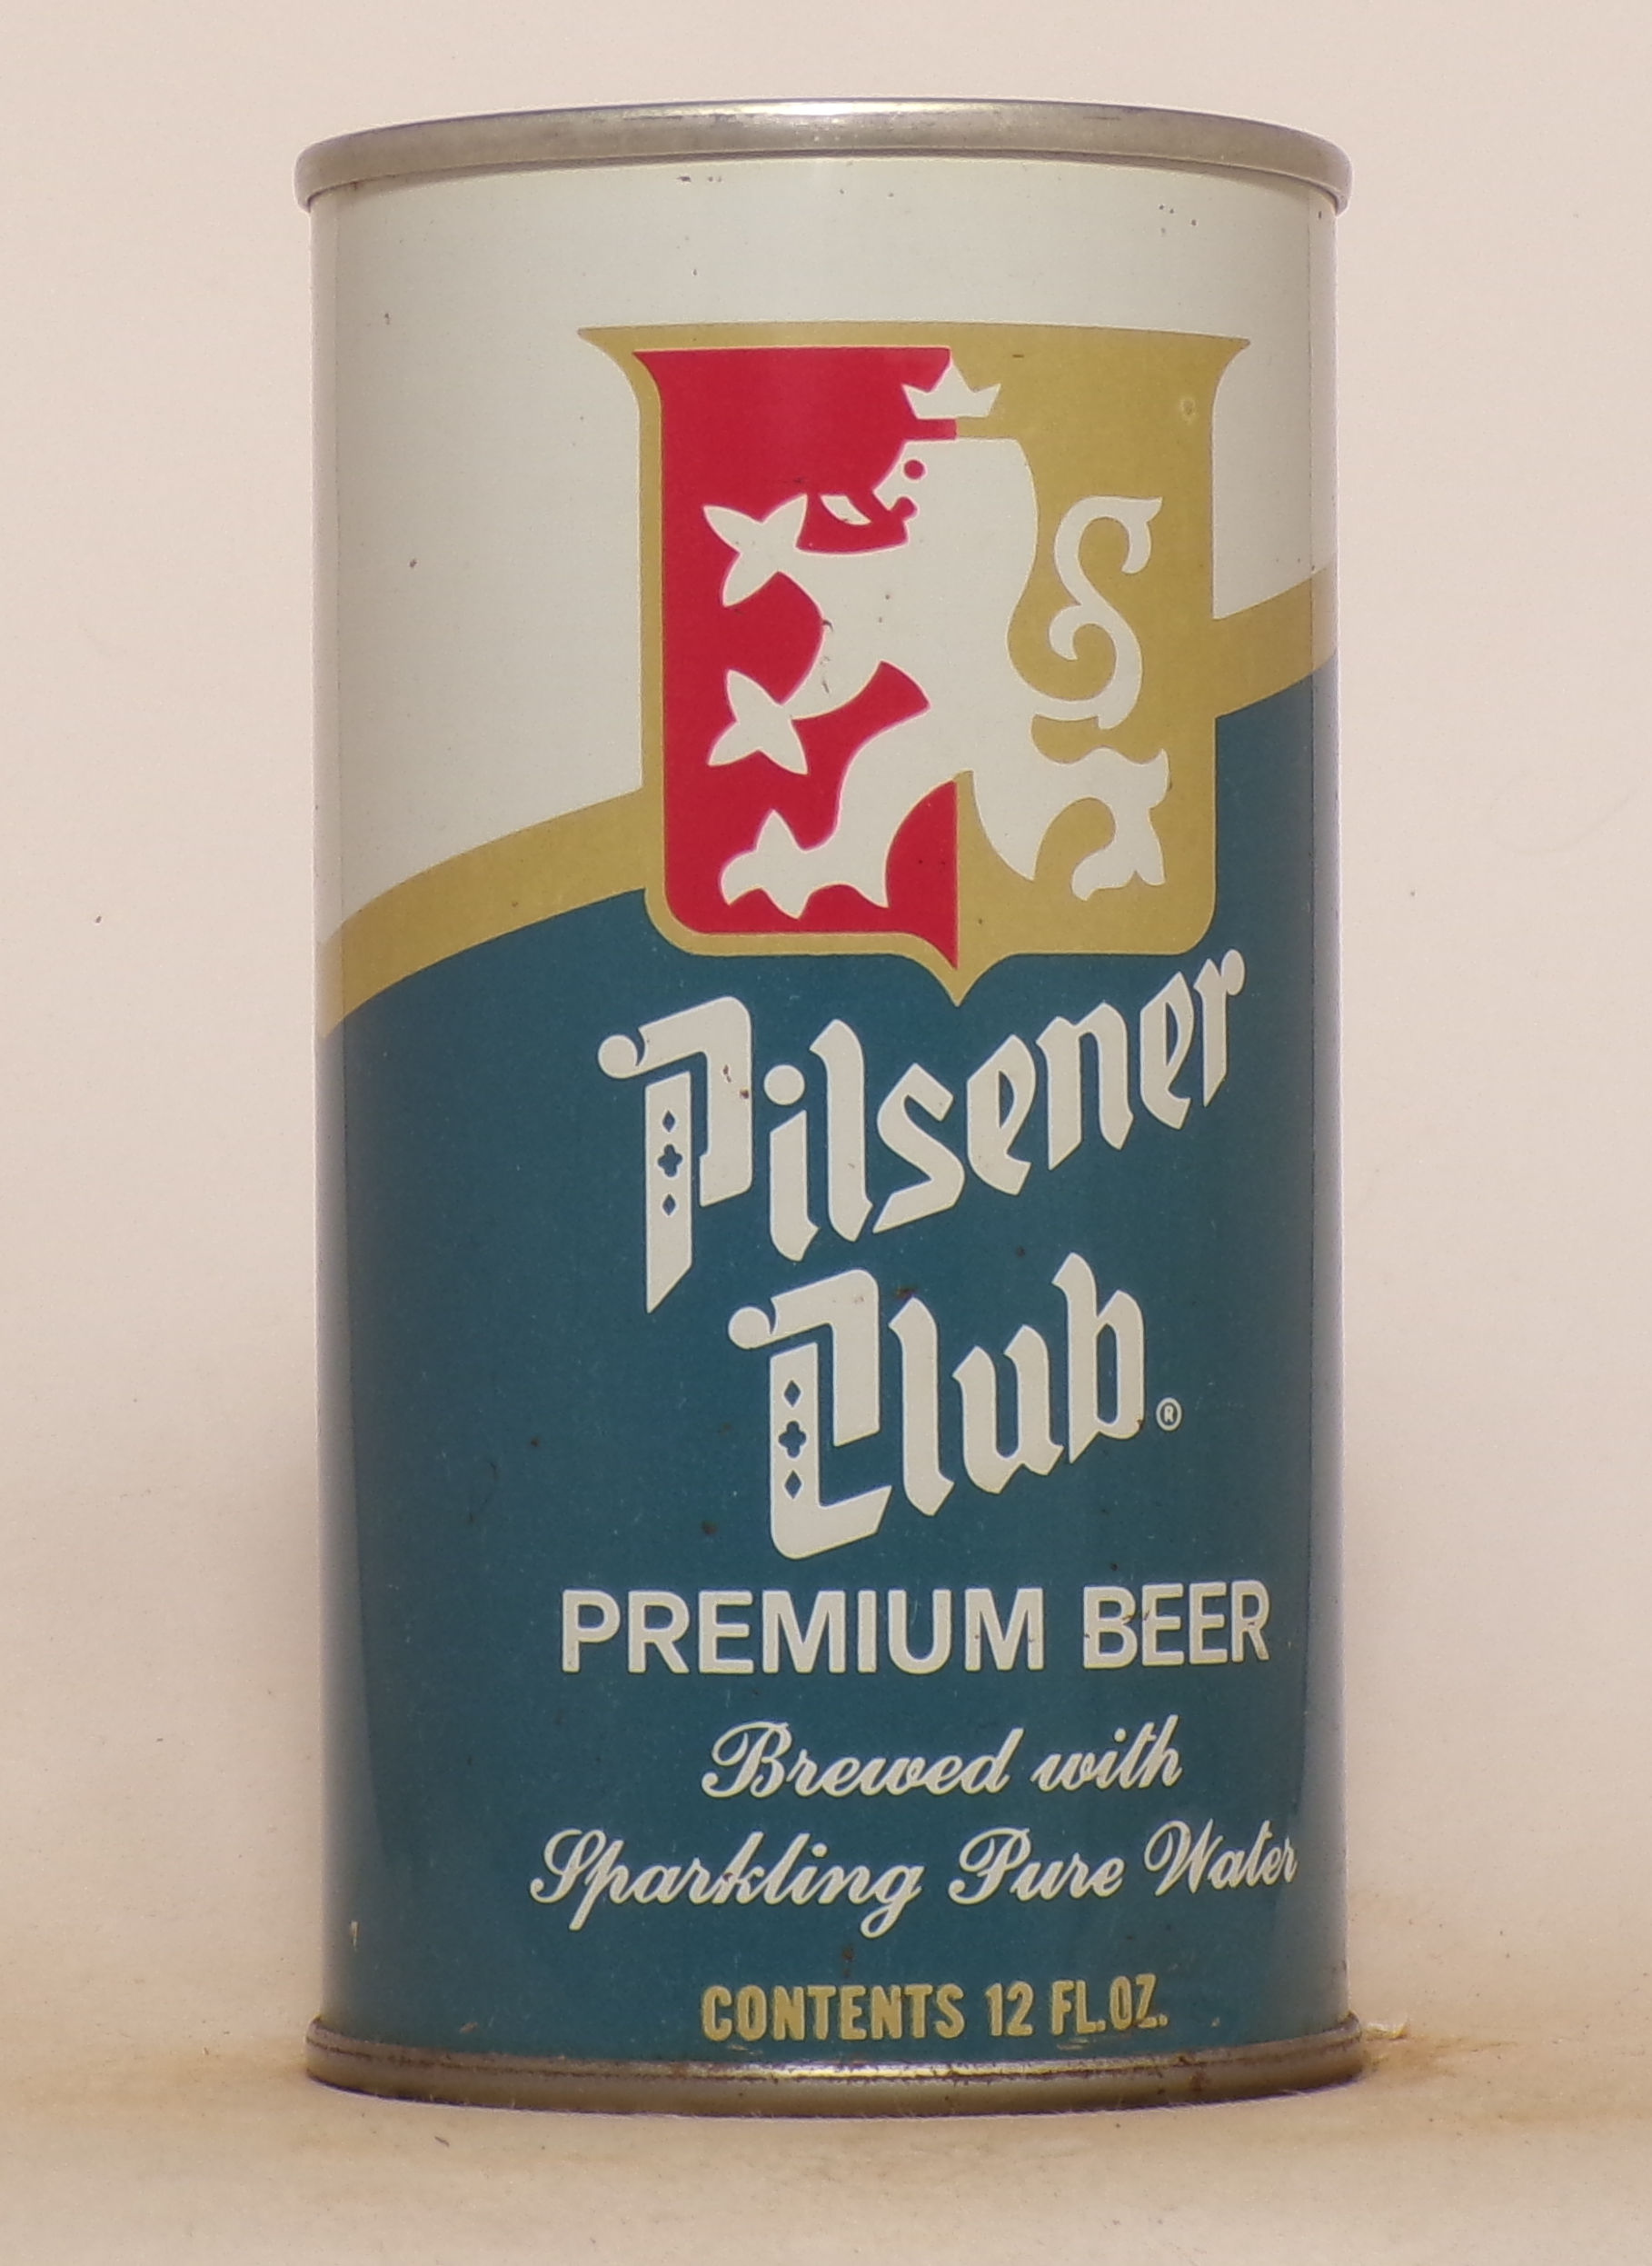 Pilsener
Club®
PREMIUM BEER
Brewed with
Sparkling Pure Water
CONTENTS 12 FL.OZ.